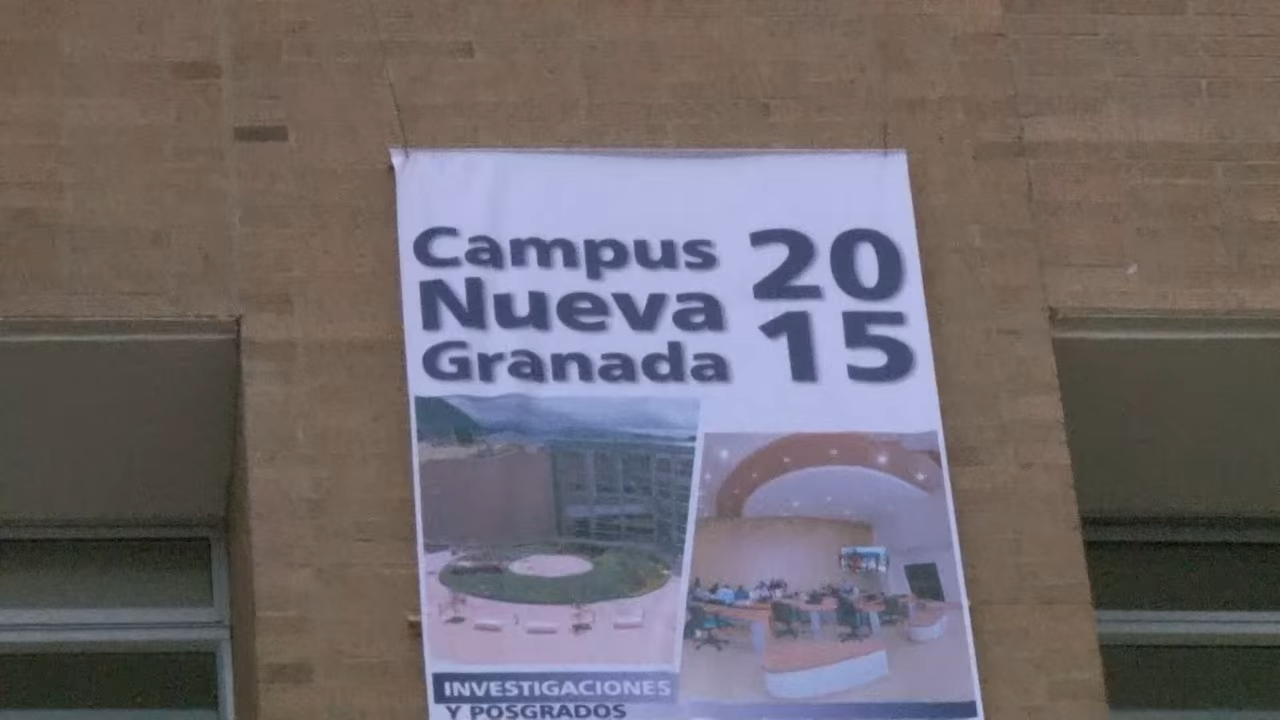 Campus
Nueva
Granada
20
15
INVESTIGACIONES
Y POSGRADOS